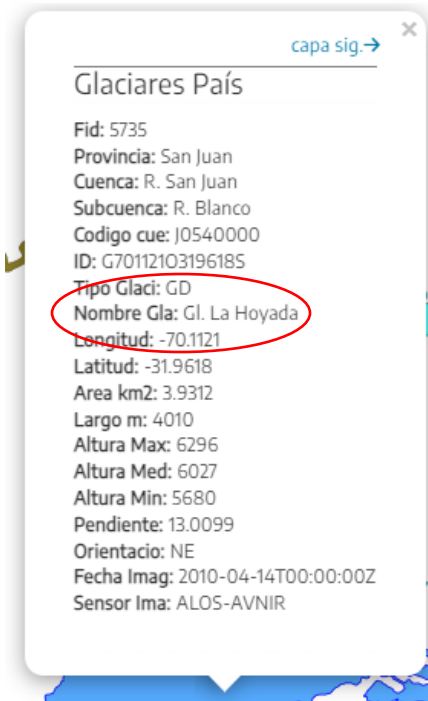 capa sig.→
Glaciares País
Fid: 5735
Provincia: San Juan
Cuenca: R. San Juan
Subcuenca: R. Blanco
Codigo cue: J0540000
ID: G701121O319618S
Tipo Glaci: GD
Nombre Gla: Gl. La Hoyada
Longitud: -70.1121
Latitud: -31.9618
Area km2: 3.9312
Largo m: 4010
Altura Max: 6296
Altura Med: 6027
Altura Min: 5680
Pendiente: 13.0099
Orientacio: NE
Fecha Imag: 2010-04-14T00:00:00Z
Sensor Ima: ALOS-AVNIR